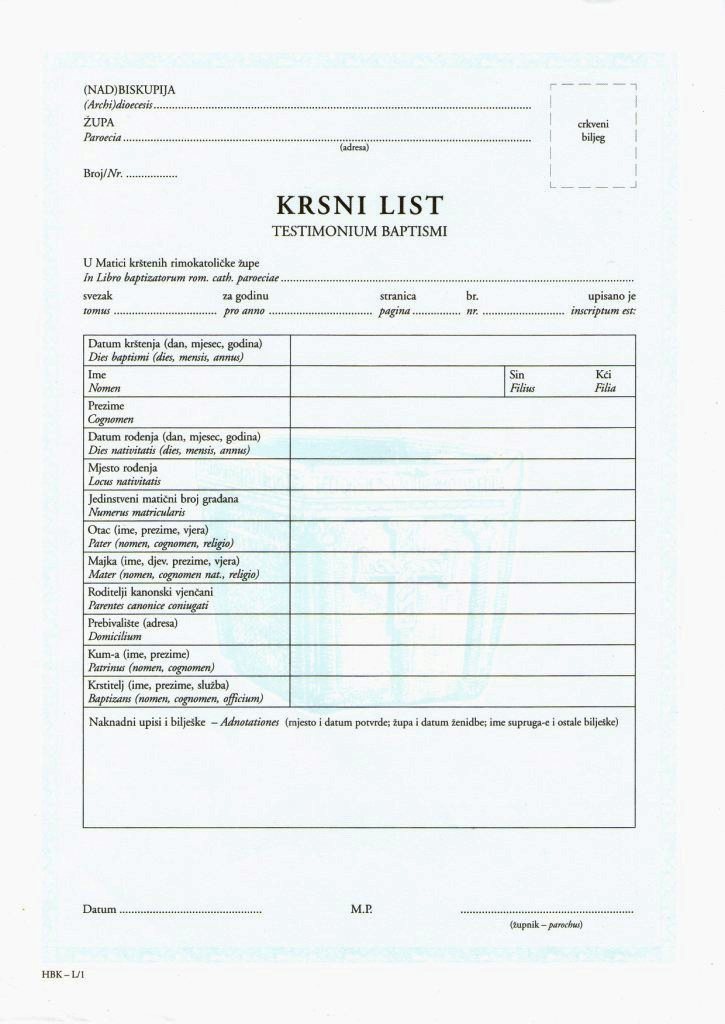 (NAD)BISKUPIJA
(Archi)dioecesis
ŽUPA
Paroecia
(adresa)
crkveni
biljeg
Broj/Nr.
KRSNI LIST
TESTIMONIUM BAPTISMI
U Matici krštenih rimokatoličke župe
In Libro baptizatorum rom. cath. paroeciae
svezak za godinu stranica br. upisano je
tomus pro anno pagina nr. inscriptum est:
Datum krštenja (dan, mjesec, godina)
Dies baptismi (dies, mensis, annus)
Ime Sin Kći
Nomen Filius Filia
Prezime
Cognomen
Datum rođenja (dan, mjesec, godina)
Dies nativitatis (dies, mensis, annus)
Mjesto rođenja
Locus nativitatis
Jedinstveni matični broj građana
Numerus matricularis
Otac (ime, prezime, vjera)
Pater (nomen, cognomen, religio)
Majka (ime, djev. prezime, vjera)
Mater (nomen, cognomen nat., religio)
Roditelji kanonski vjenčani
Parentes canonice coniugati
Prebivalište (adresa)
Domicilium
Kum-a (ime, prezime)
Patrinus (nomen, cognomen)
Krstitelj (ime, prezime, služba)
Baptizans (nomen, cognomen, officium)
Naknadni upisi i bilješke – Adnotationes (mjesto i datum potvrde; župa i datum ženidbe; ime supruga-e i ostale bilješke)
Datum M.P.
(župnik – parochus)
HBK – L/1